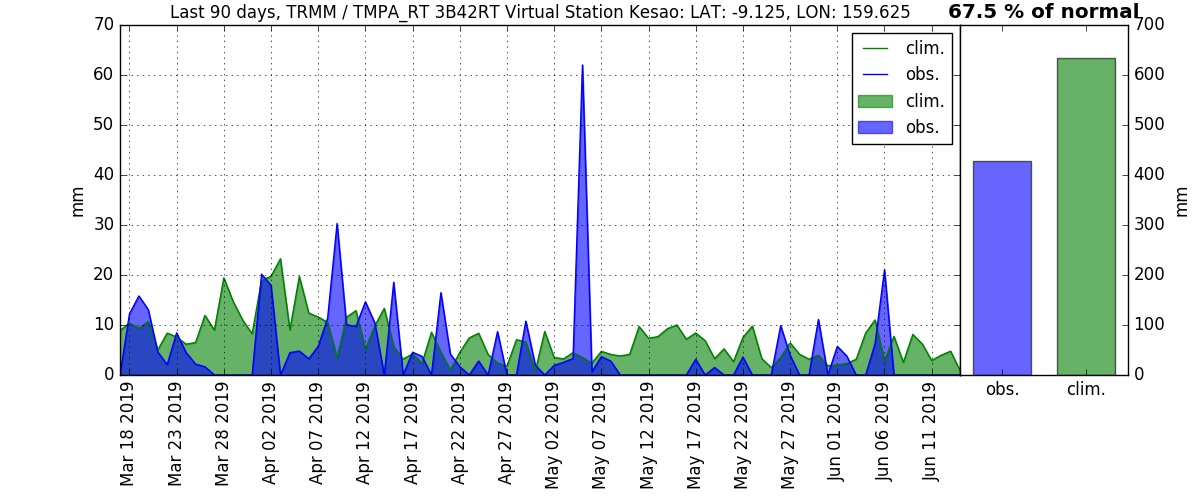 Last 90 days, TRMM / TMPA_RT 3B42RT Virtual Station Kesao: LAT: -9.125, LON: 159.625
67.5 % of normal
mm
70
60
50
40
30
20
10
0
clim.
obs.
clim.
obs.
Mar 18 2019
Mar 23 2019
Mar 28 2019
Apr 02 2019
Apr 07 2019
Apr 12 2019
Apr 17 2019
Apr 22 2019
Apr 27 2019
May 02 2019
May 07 2019
May 12 2019
May 17 2019
May 22 2019
May 27 2019
Jun 01 2019
Jun 06 2019
Jun 11 2019
700
600
500
400
300
200
100
0
mm
obs.
clim.